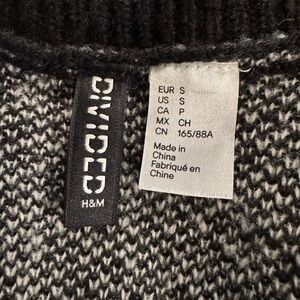 DIVIDED
H&M
EUR S
US S
CA P
MX CH
CN 165/88A
Made in
China
Fabriqué en
Chine